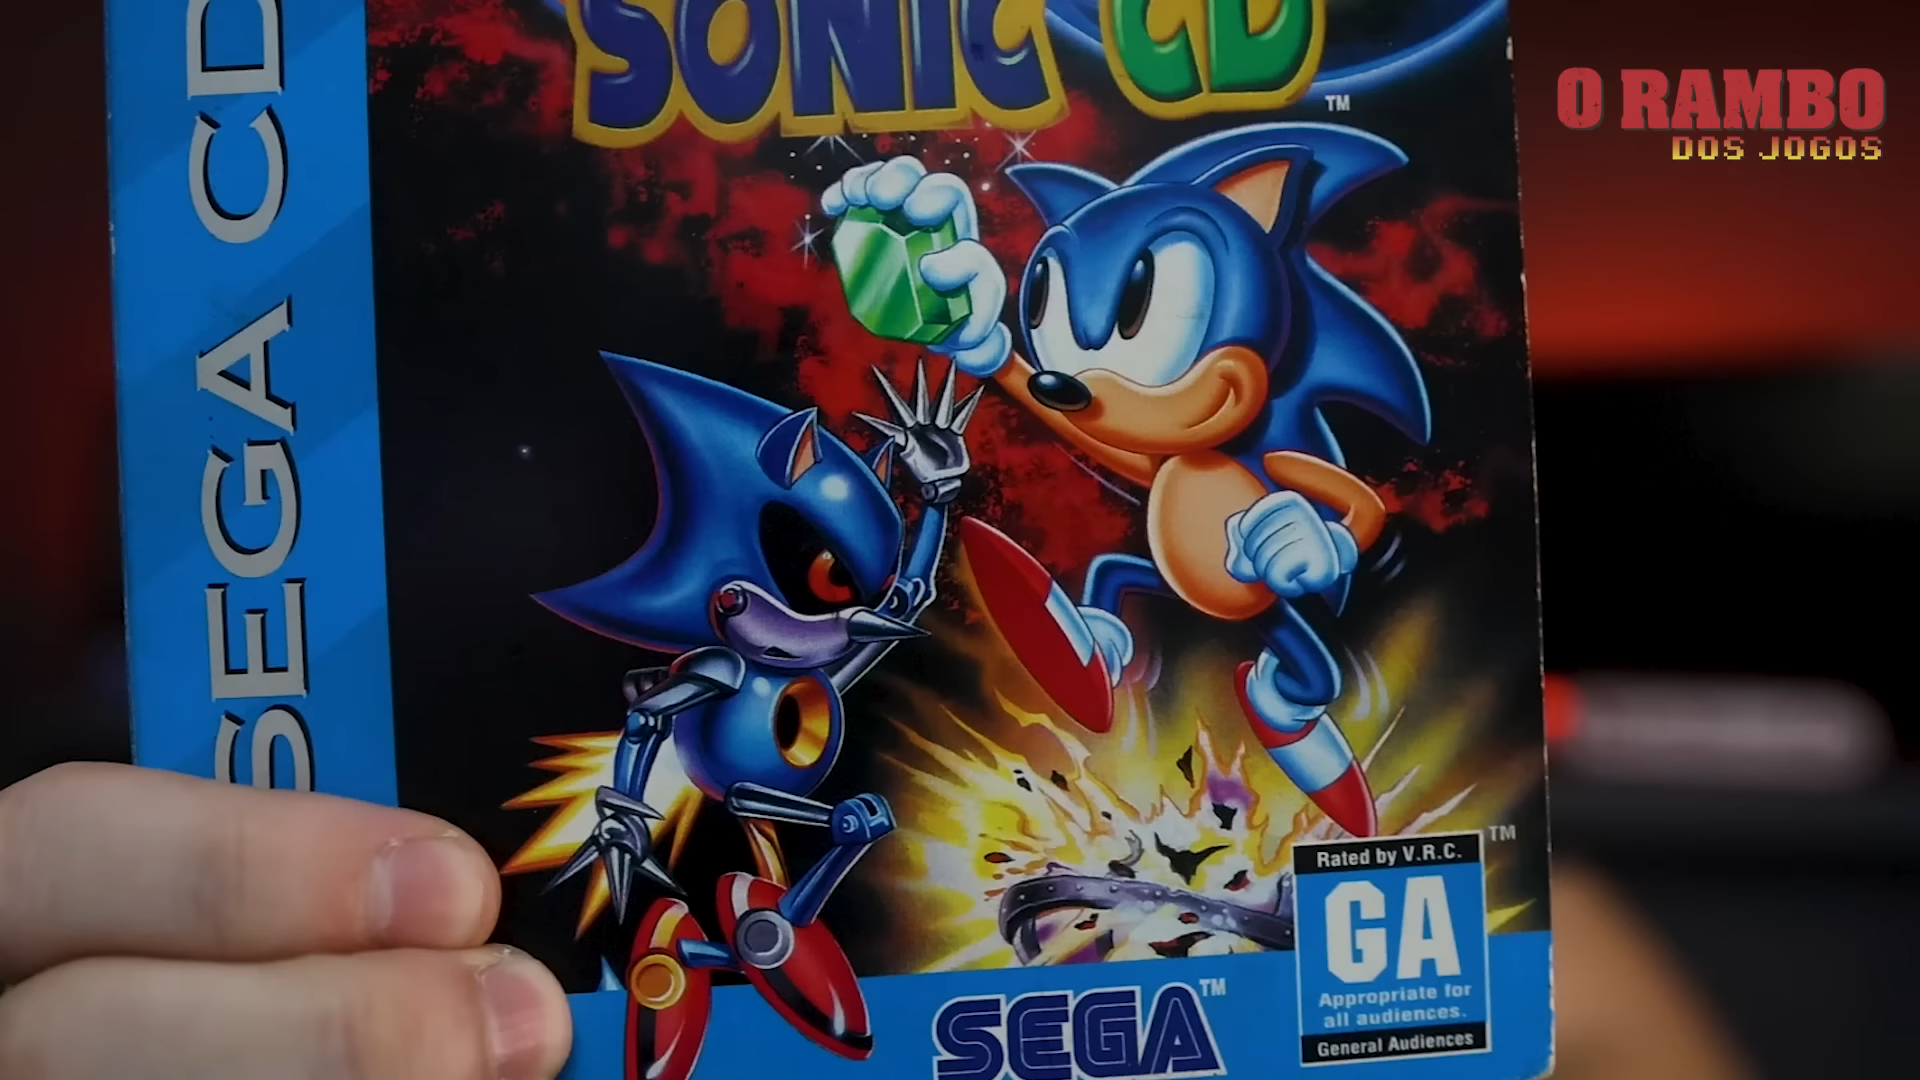 SONIC CD
TM
O RAMBO
DOS JOGOS
SEGA CD
Rated by V.R.C.
TM
GA
Appropriate for
all audiences.
General Audiences
SEGA
TM